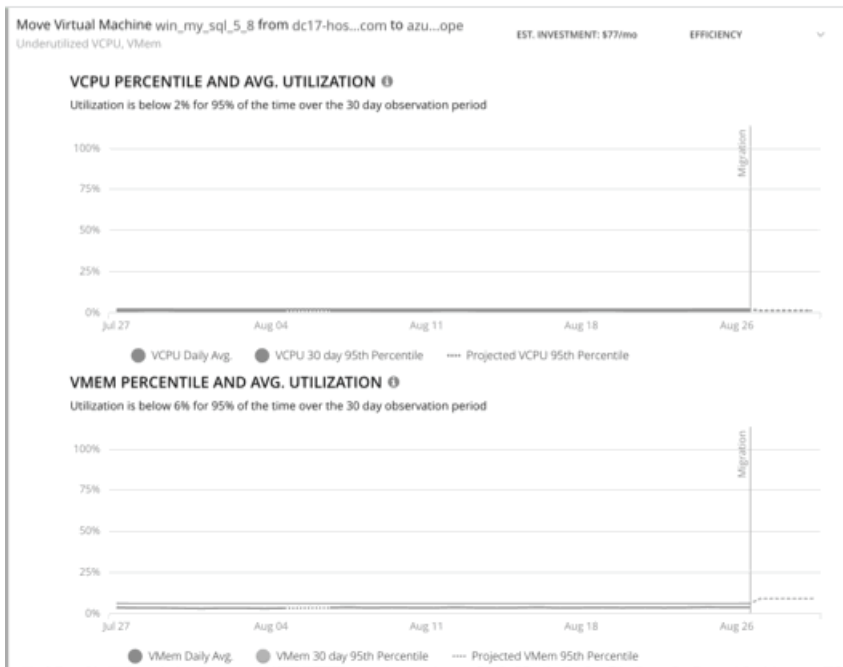 Move Virtual Machine win_my_sql_5_8 from dc17-hos...com to azu...ope
EST. INVESTMENT: $77/mo
EFFICIENCY
Underutilized VCPU, VMem
VCPU PERCENTILE AND AVG. UTILIZATION
Utilization is below 2% for 95% of the time over the 30 day observation period
100%
75%
50%
25%
0%
Migration
Jul 27
Aug 04
Aug 11
Aug 18
Aug 26
VCPU Daily Avg.
VCPU 30 day 95th Percentile
Projected VCPU 95th Percentile
VMEM PERCENTILE AND AVG. UTILIZATION
Utilization is below 6% for 95% of the time over the 30 day observation period
100%
75%
50%
25%
0%
Migration
Jul 27
Aug 04
Aug 11
Aug 18
Aug 26
VMem Daily Avg.
VMem 30 day 95th Percentile
Projected VMem 95th Percentile